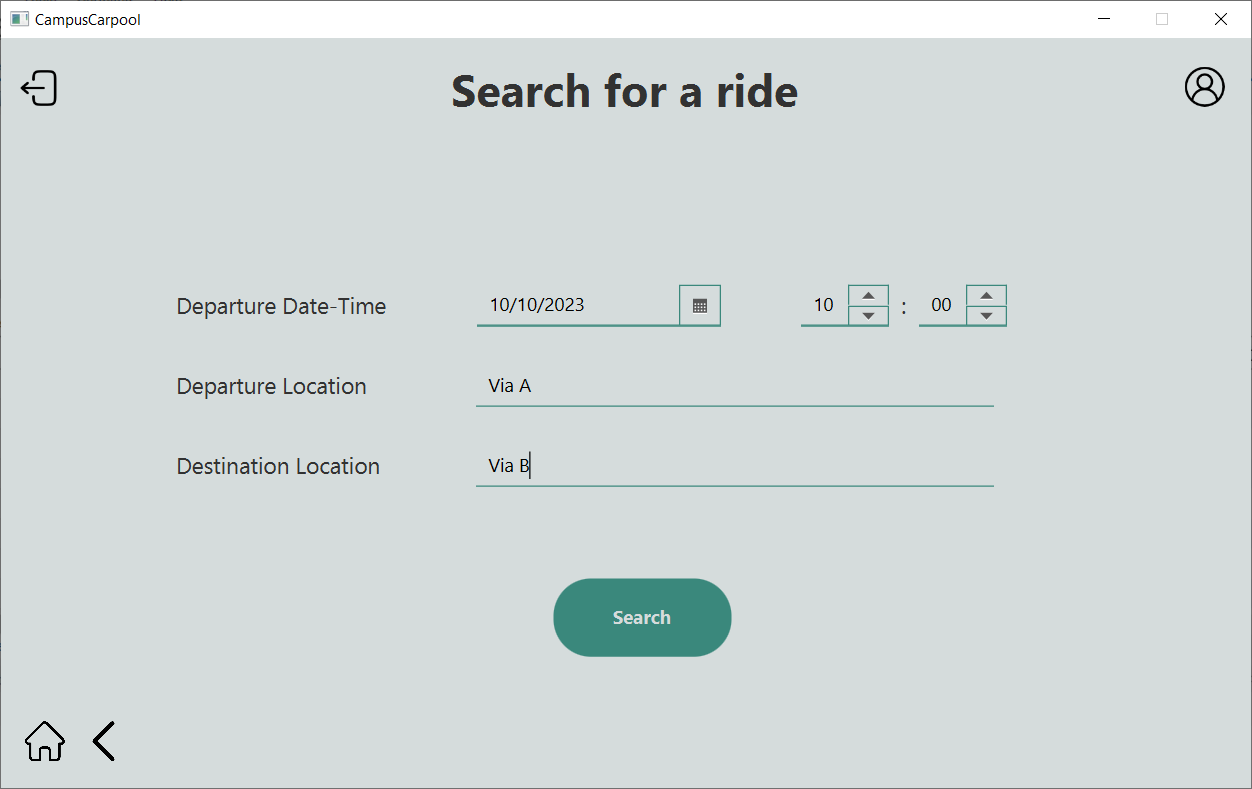 CampusCarpool
Search for a ride
Departure Date-Time 10/10/2023 10 : 00
Departure Location Via A
Destination Location Via B
Search